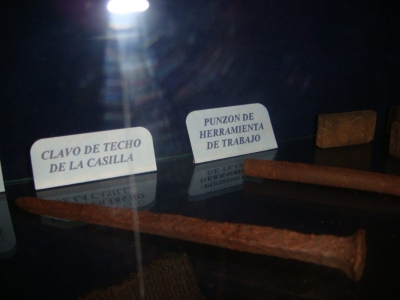 CLAVO DE TECHO
DE LA CASILLA
PUNZON DE
HERRAMIENTA
DE TRABAJO